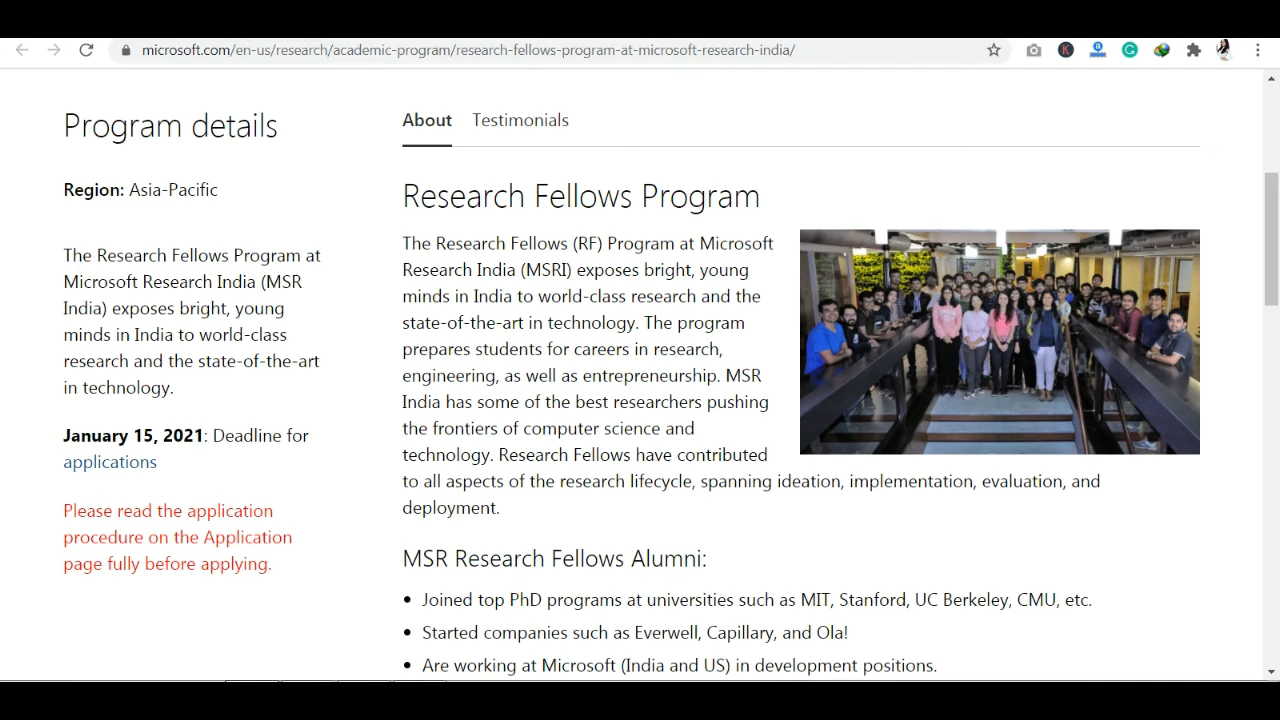 microsoft.com/en-us/research/academic-program/research-fellows-program-at-microsoft-research-india/
Program details
Region: Asia-Pacific
The Research Fellows Program at
Microsoft Research India (MSR
India) exposes bright, young
minds in India to world-class
research and the state-of-the-art
in technology.
January 15, 2021: Deadline for
applications
Please read the application
procedure on the Application
page fully before applying.
About Testimonials
Research Fellows Program
The Research Fellows (RF) Program at Microsoft
Research India (MSRI) exposes bright, young
minds in India to world-class research and the
state-of-the-art in technology. The program
prepares students for careers in research,
engineering, as well as entrepreneurship. MSR
India has some of the best researchers pushing
the frontiers of computer science and
technology. Research Fellows have contributed
to all aspects of the research lifecycle, spanning ideation, implementation, evaluation, and
deployment.
MSR Research Fellows Alumni:
• Joined top PhD programs at universities such as MIT, Stanford, UC Berkeley, CMU, etc.
• Started companies such as Everwell, Capillary, and Ola!
• Are working at Microsoft (India and US) in development positions.